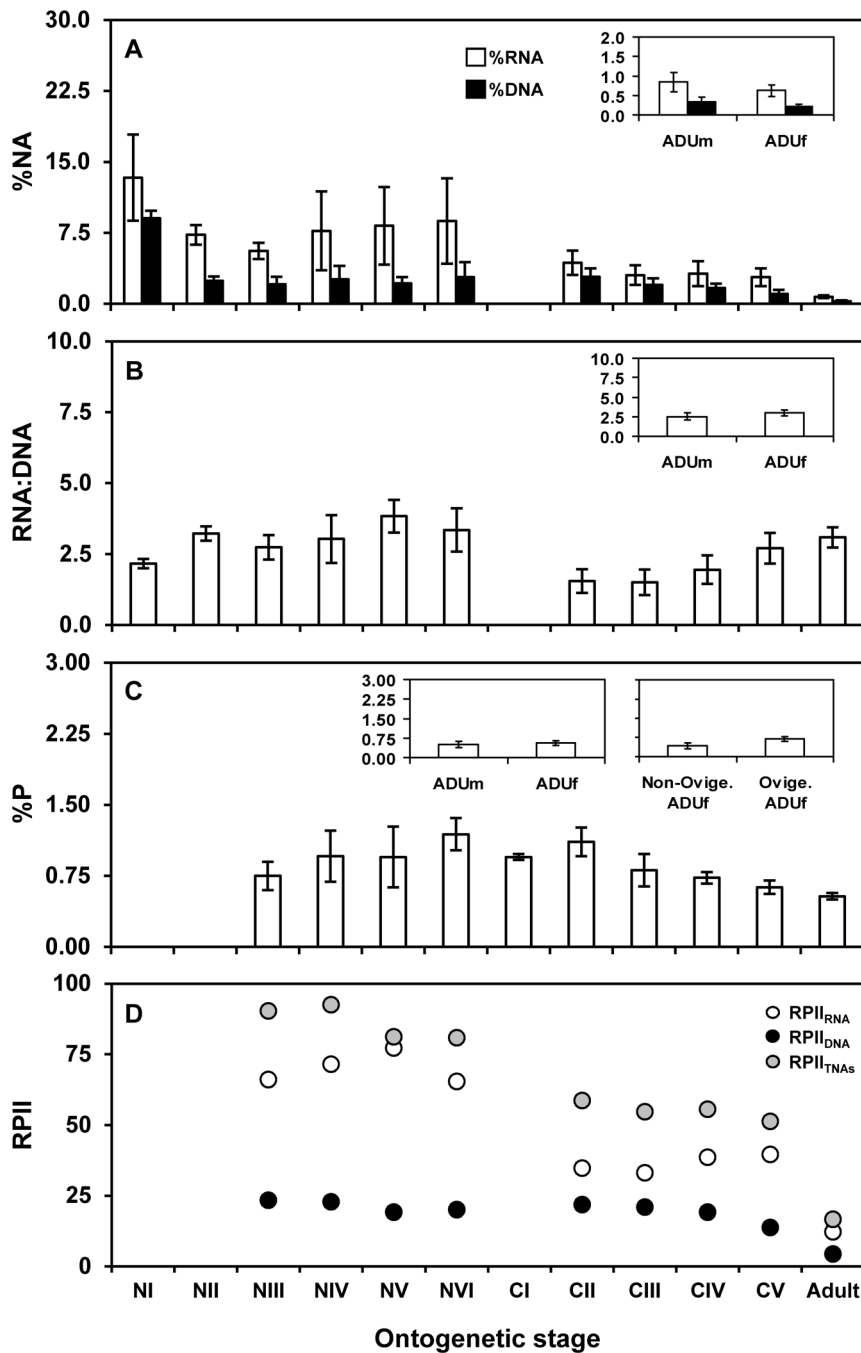 A
%NA
30.0
22.5
15.0
7.5
0.0
%RNA
%DNA
2.0
1.5
1.0
0.5
0.0
ADUm ADUf
B
RNA:DNA
10.0
7.5
5.0
2.5
0.0
10.0
7.5
5.0
2.5
0.0
ADUm ADUf
C
%P
3.00
2.25
1.50
0.75
0.00
3.00
2.25
1.50
0.75
0.00
ADUm ADUf
Non-Ovige. Ovige.
ADUf ADUf
D
RPII
100
75
50
25
0
RPIIRNA
RPIIDNA
RPIITNAs
NI NII NIII NIV NV NVI CI CII CIII CIV CV Adult
Ontogenetic stage